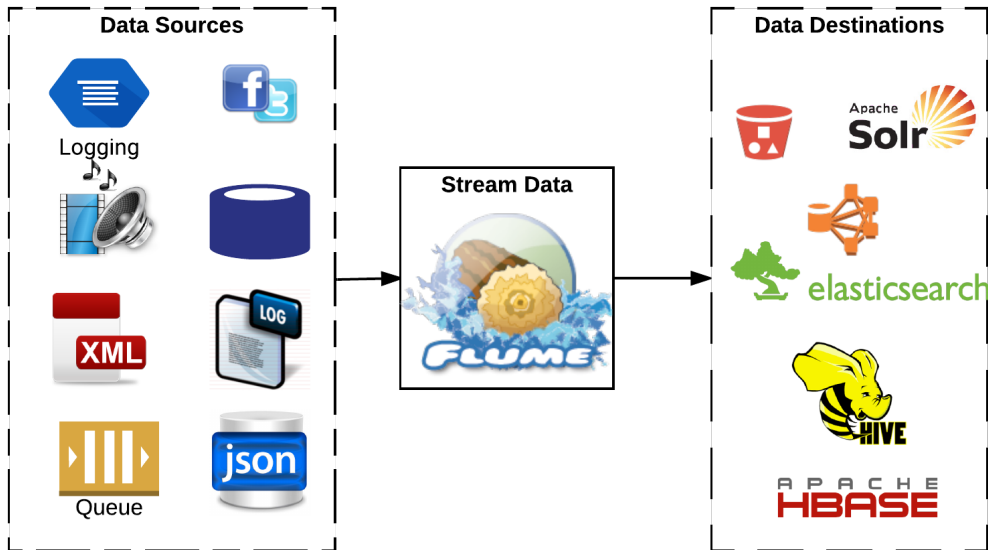 Data Sources
Logging
f
t
XML
LOG
Queue
json
Stream Data
FLUME
Data Destinations
Apache
Solr
elasticsearch
HIVE
APACHE
HBASE